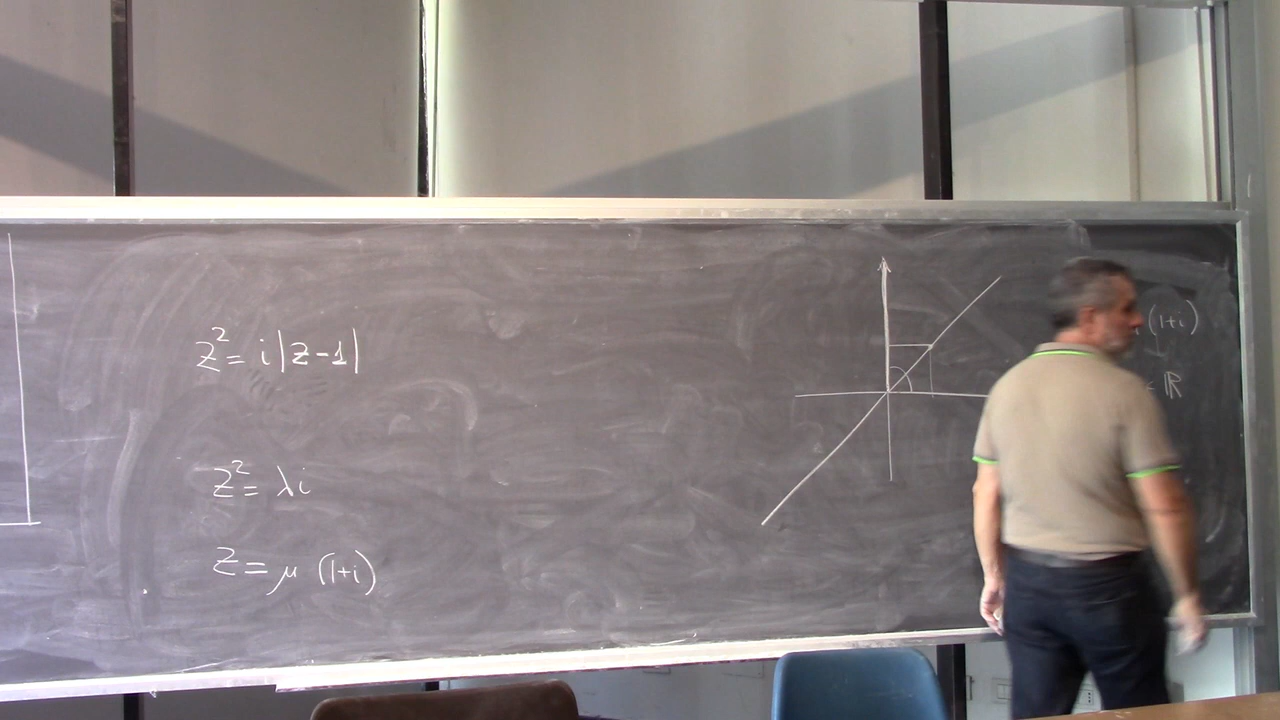 z² = i|z-1|
z² = λi
z = μ (1+i)
(1+i)
∈ ℝ